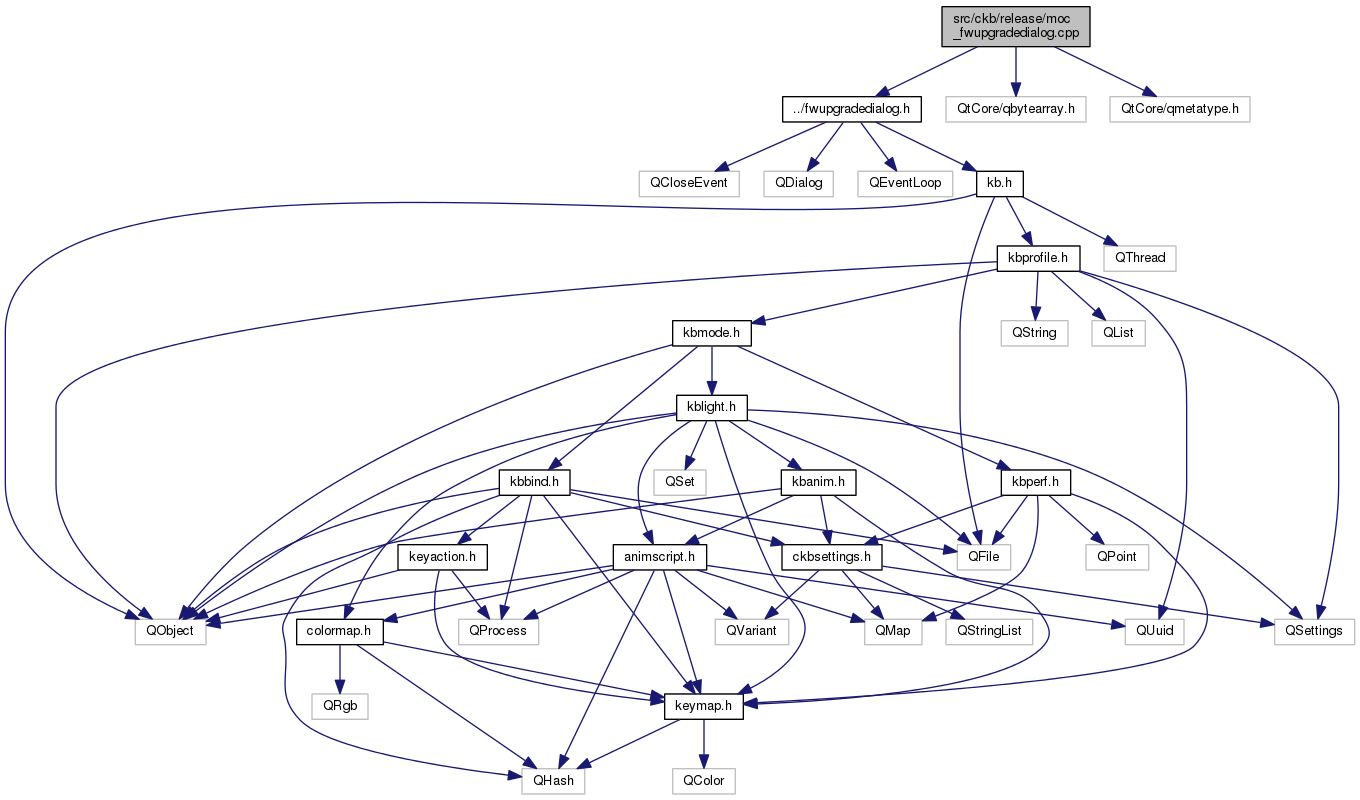 src/ckb/release/moc
_fwupgradedialog.cpp
../fwupgradedialog.h
QtCore/qbytearray.h
QtCore/qmetatype.h
QCloseEvent
QDialog
QEventLoop
kb.h
kbprofile.h
QThread
kbmode.h
QString
QList
kblight.h
kbbind.h
QSet
kbanim.h
kbperf.h
keyaction.h
animscript.h
ckbsettings.h
QFile
QPoint
QObject
colormap.h
QProcess
QVariant
QMap
QStringList
QUuid
QSettings
QRgb
keymap.h
QHash
QColor